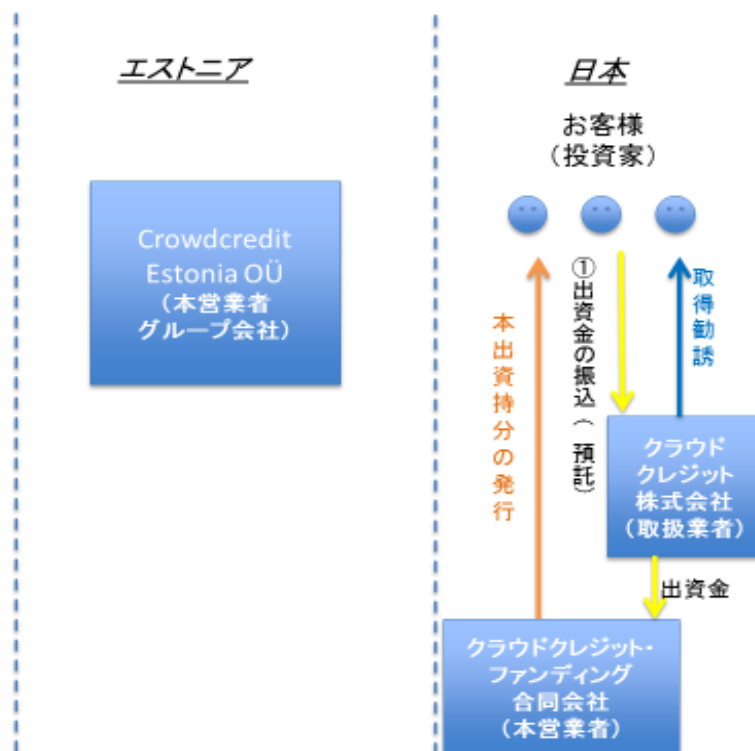 エストニア
日本
お客様
（投資家）
Crowdcredit
Estonia OÜ
（本営業者
グループ会社）
本出資持分の発行
①出資金の振込（預託）
取得勧誘
クラウド
クレジット
株式会社
（取扱業者）
出資金
クラウドクレジット・
ファンディング
合同会社
（本営業者）